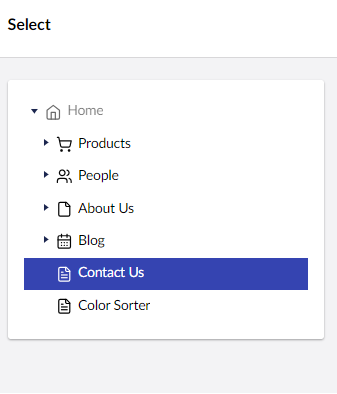 Select
Home
Products
People
About Us
Blog
Contact Us
Color Sorter